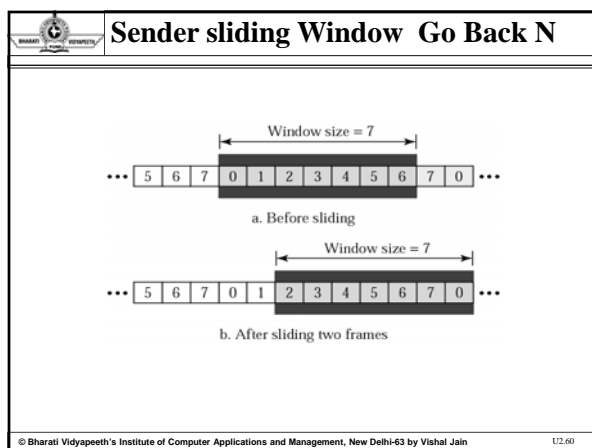 BHARATI VIDYAPEETH
PUNE
Sender sliding Window Go Back N
Window size = 7
••• 5 6 7 0 1 2 3 4 5 6 7 0 •••
a. Before sliding
Window size = 7
••• 5 6 7 0 1 2 3 4 5 6 7 0 •••
b. After sliding two frames
© Bharati Vidyapeeth's Institute of Computer Applications and Management, New Delhi-63 by Vishal Jain U2.60